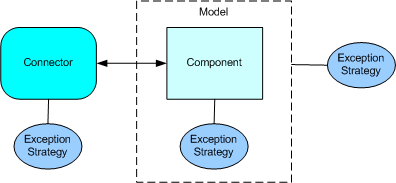 Model
Connector
Component
Exception
Strategy
Exception
Strategy
Exception
Strategy